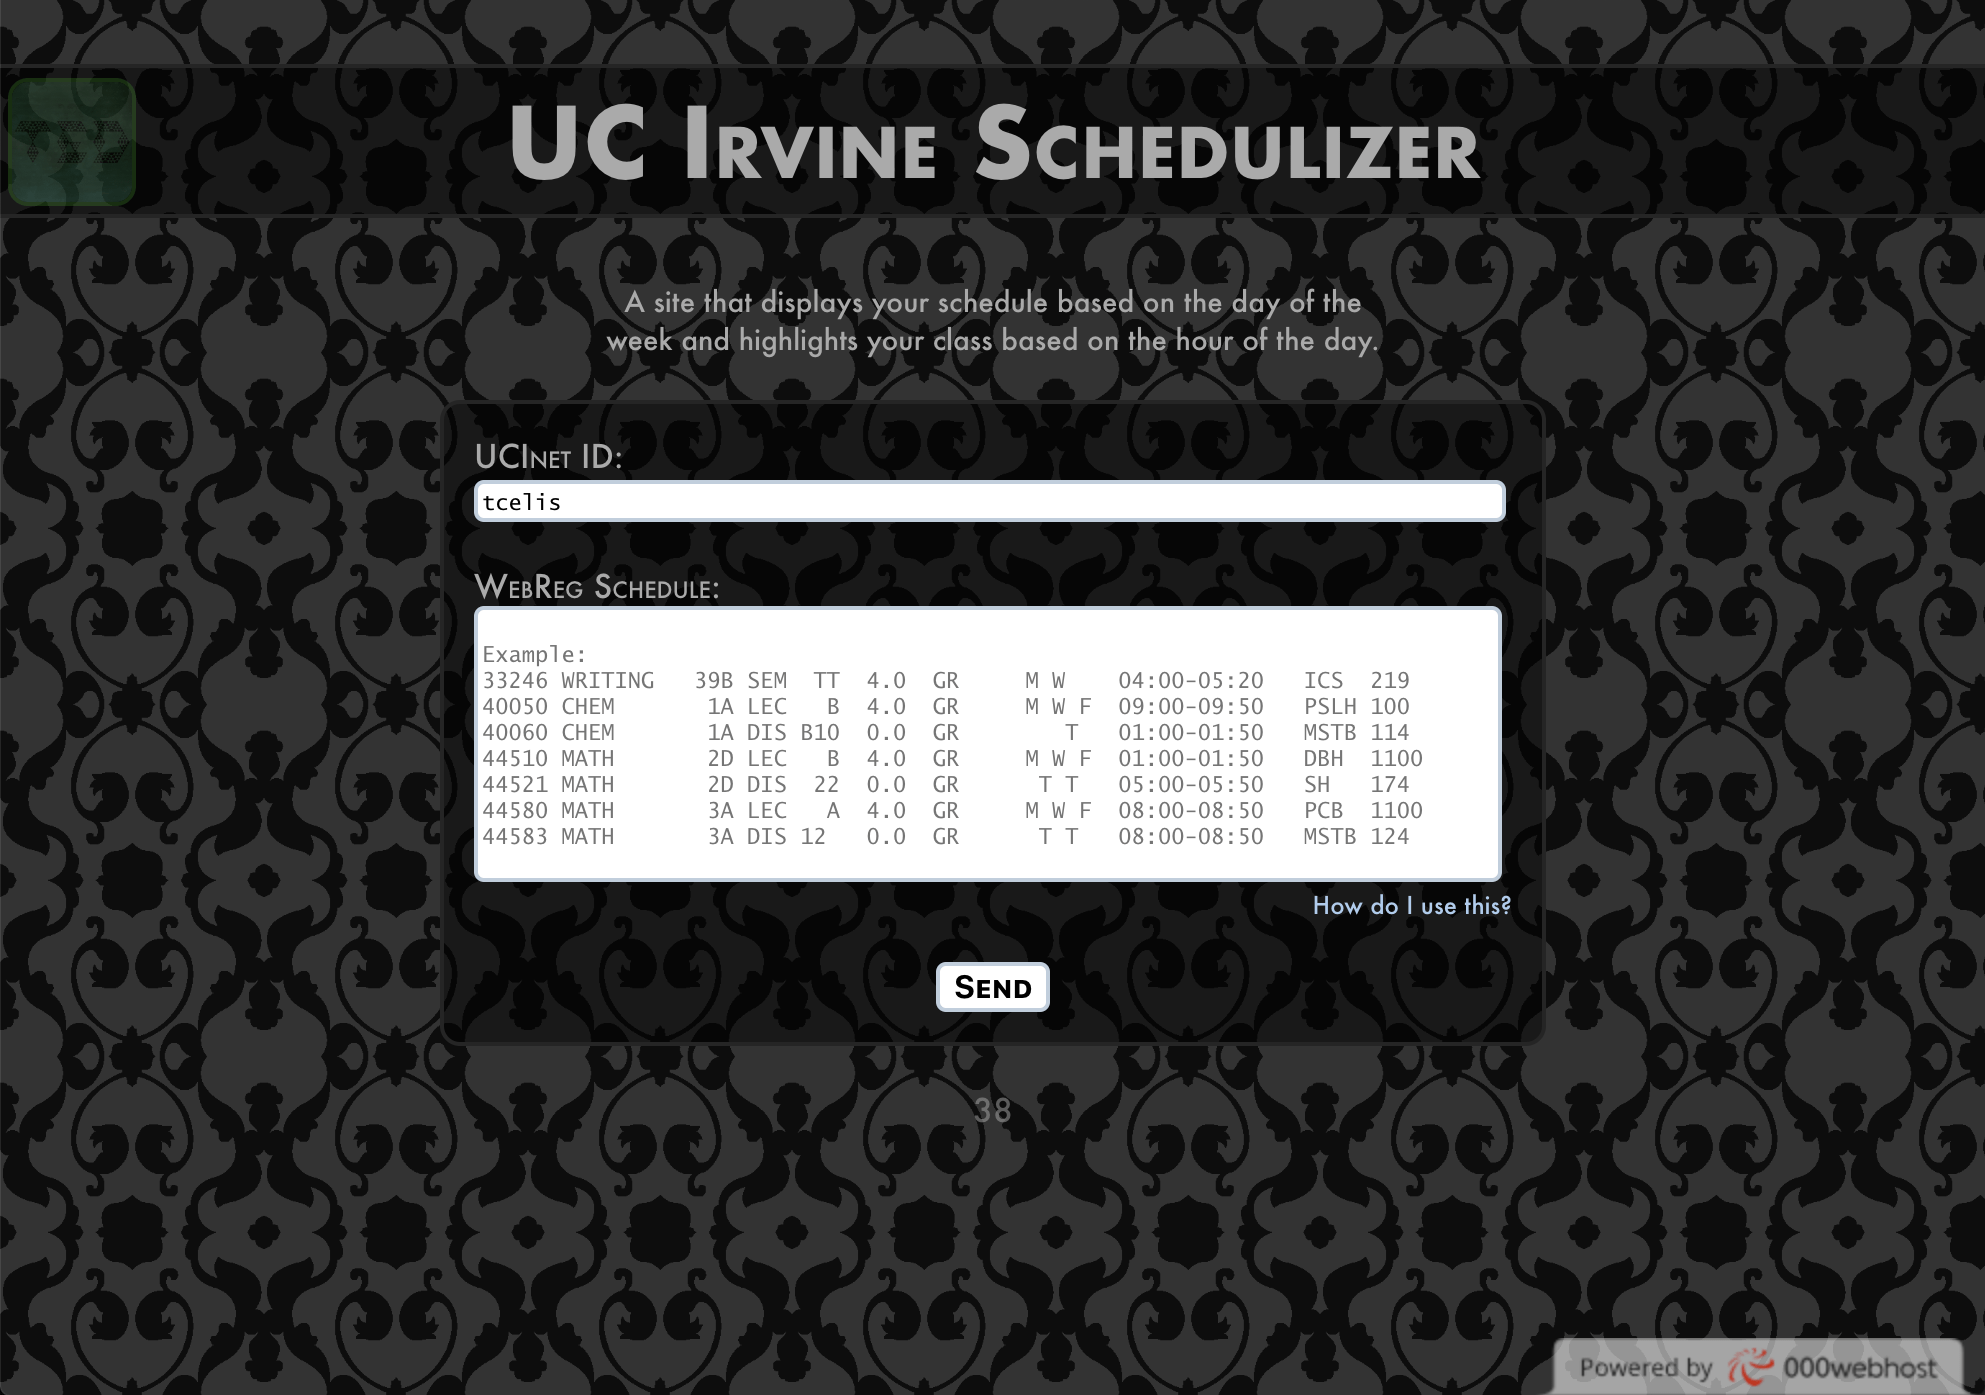 UC Irvine Schedulizer
A site that displays your schedule based on the day of the
week and highlights your class based on the hour of the day.
UCInet ID:
tcelis
WebReg Schedule:
Example:
33246 WRITING   39B SEM  TT  4.0  GR     M W    04:00-05:20   ICS  219
40050 CHEM       1A LEC   B  4.0  GR     M W F  09:00-09:50   PSLH 100
40060 CHEM       1A DIS B10  0.0  GR        T   01:00-01:50   MSTB 114
44510 MATH       2D LEC   B  4.0  GR     M W F  01:00-01:50   DBH  1100
44521 MATH       2D DIS  22  0.0  GR      T T   05:00-05:50   SH   174
44580 MATH       3A LEC   A  4.0  GR     M W F  08:00-08:50   PCB  1100
44583 MATH       3A DIS 12   0.0  GR      T T   08:00-08:50   MSTB 124
How do I use this?
Send
38
Powered by 000webhost